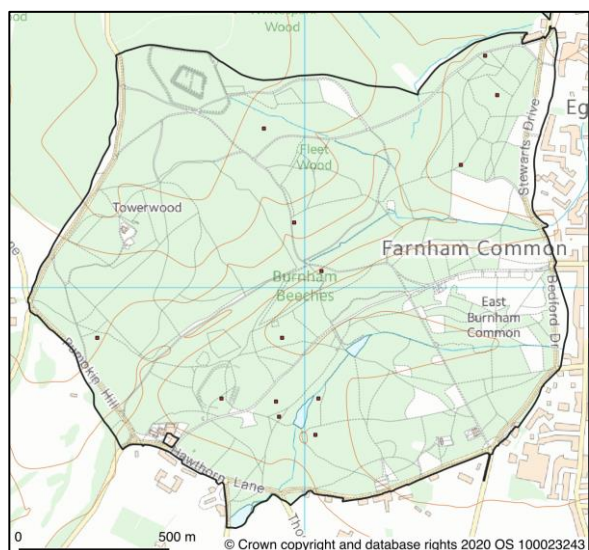 Wood
Eg
Stewarts Drive
Fleet
Wood
Towerwood
Farnham Common
Burnham
Beeches
East
Burnham
Common
Bedford Dr
Pumpkin Hill
Hawthorn Lane
Tho'
0 500 m
© Crown copyright and database rights 2020 OS 100023243